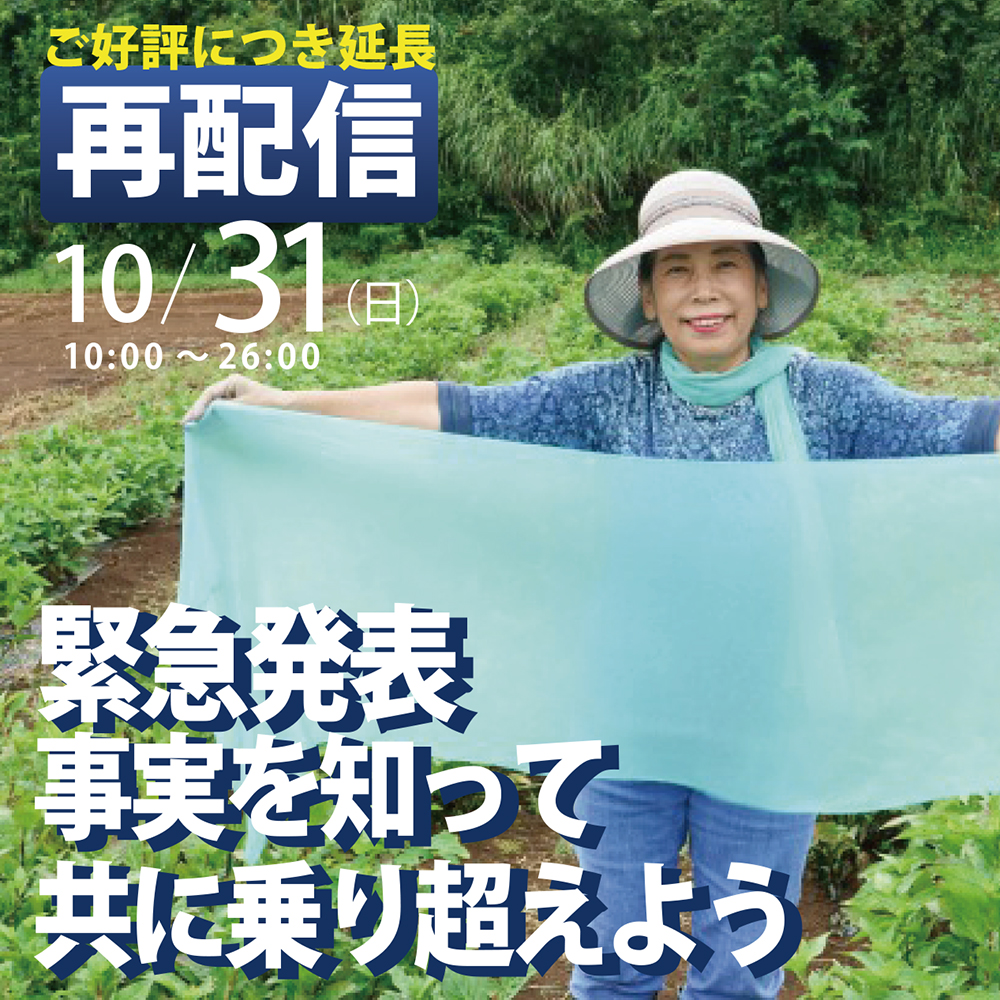 ご好評につき延長
再配信
10/31（日）
10:00 ～ 26:00
緊急発表
事実を知って
共に乗り超えよう